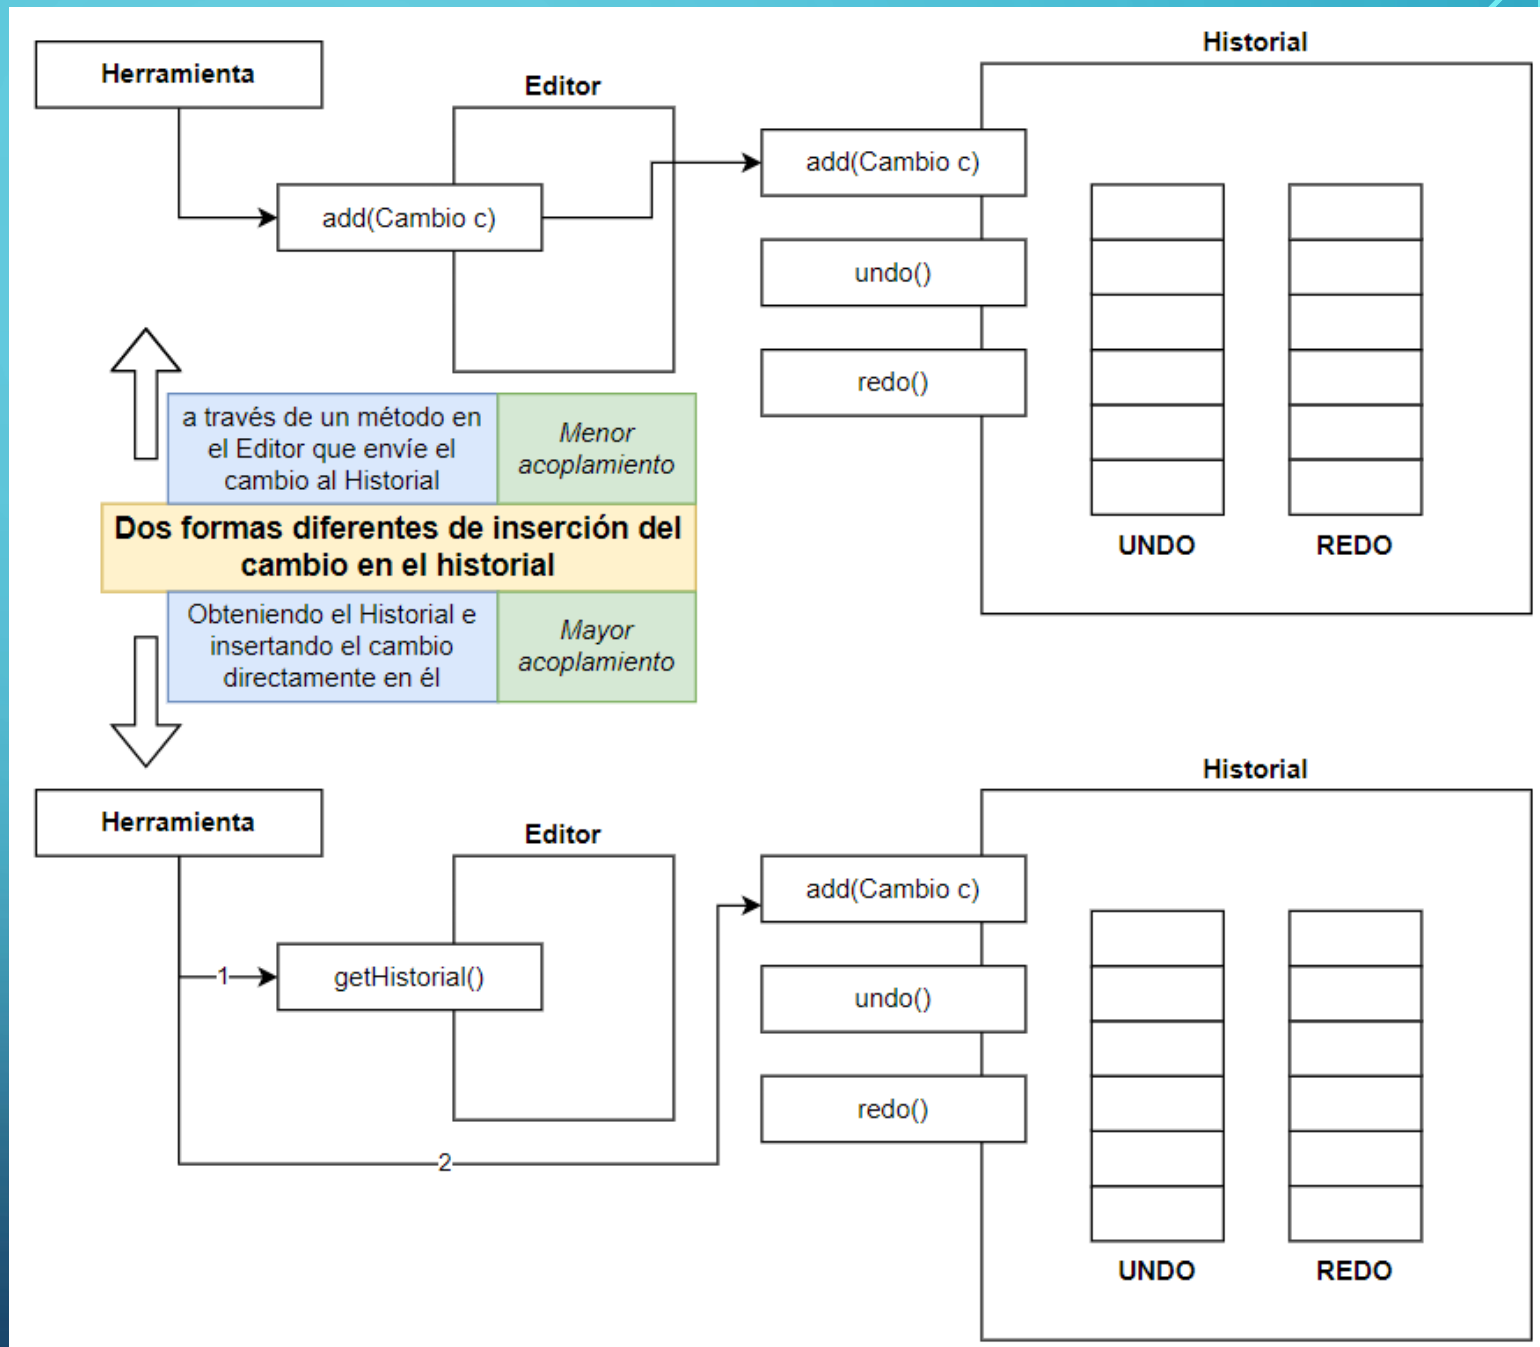 Historial
Herramienta
Editor
add(Cambio c)
add(Cambio c)
undo()
redo()
UNDO
REDO
a través de un método en
el Editor que envíe el
cambio al Historial
Menor
acoplamiento
Dos formas diferentes de inserción del
cambio en el historial
Obteniendo el Historial e
insertando el cambio
directamente en él
Mayor
acoplamiento
Historial
Herramienta
Editor
add(Cambio c)
getHistorial()
1
undo()
redo()
2
UNDO
REDO